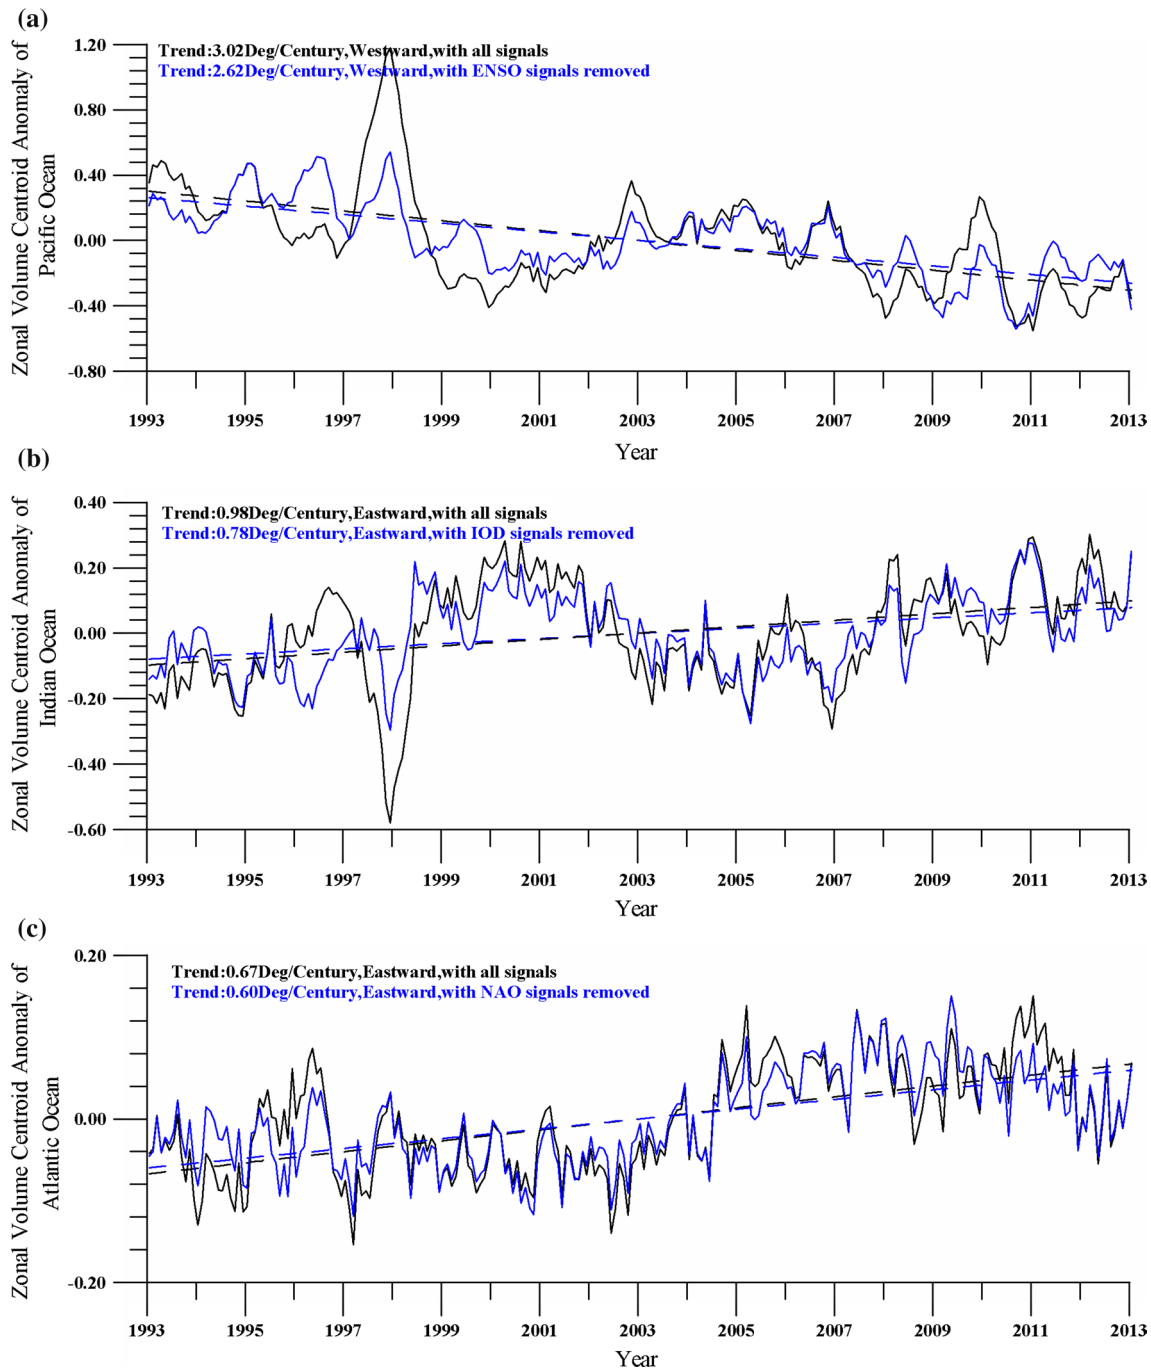 (a)
Zonal Volume Centroid Anomaly of
Pacific Ocean
Trend:3.02Deg/Century,Westward,with all signals
Trend:2.62Deg/Century,Westward,with ENSO signals removed
1.20
0.80
0.40
0.00
-0.40
-0.80
1993 1995 1997 1999 2001 2003 2005 2007 2009 2011 2013
Year
(b)
Zonal Volume Centroid Anomaly of
Indian Ocean
Trend:0.98Deg/Century,Eastward,with all signals
Trend:0.78Deg/Century,Eastward,with IOD signals removed
0.40
0.20
0.00
-0.20
-0.40
-0.60
1993 1995 1997 1999 2001 2003 2005 2007 2009 2011 2013
Year
(c)
Zonal Volume Centroid Anomaly of
Atlantic Ocean
Trend:0.67Deg/Century,Eastward,with all signals
Trend:0.60Deg/Century,Eastward,with NAO signals removed
0.20
0.00
-0.20
1993 1995 1997 1999 2001 2003 2005 2007 2009 2011 2013
Year